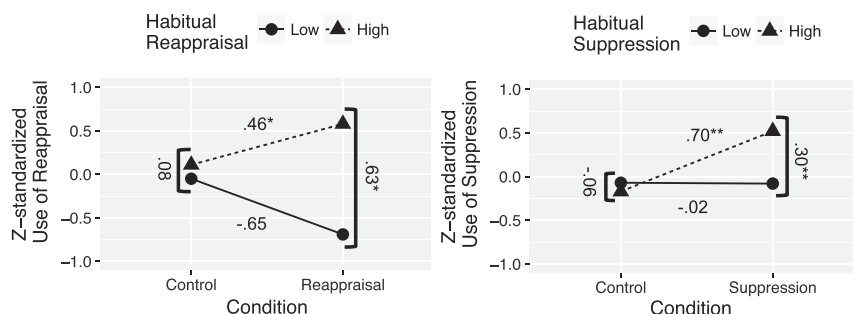 Habitual
Reappraisal
Low
High
1.0
0.5
0.0
−0.5
−1.0
Z−standardized
Use of Reappraisal
.08
.46*
-.65
.63*
Control
Reappraisal
Condition
Habitual
Suppression
Low
High
1.0
0.5
0.0
−0.5
−1.0
Z−standardized
Use of Suppression
-.06
.70**
-.02
.30**
Control
Suppression
Condition